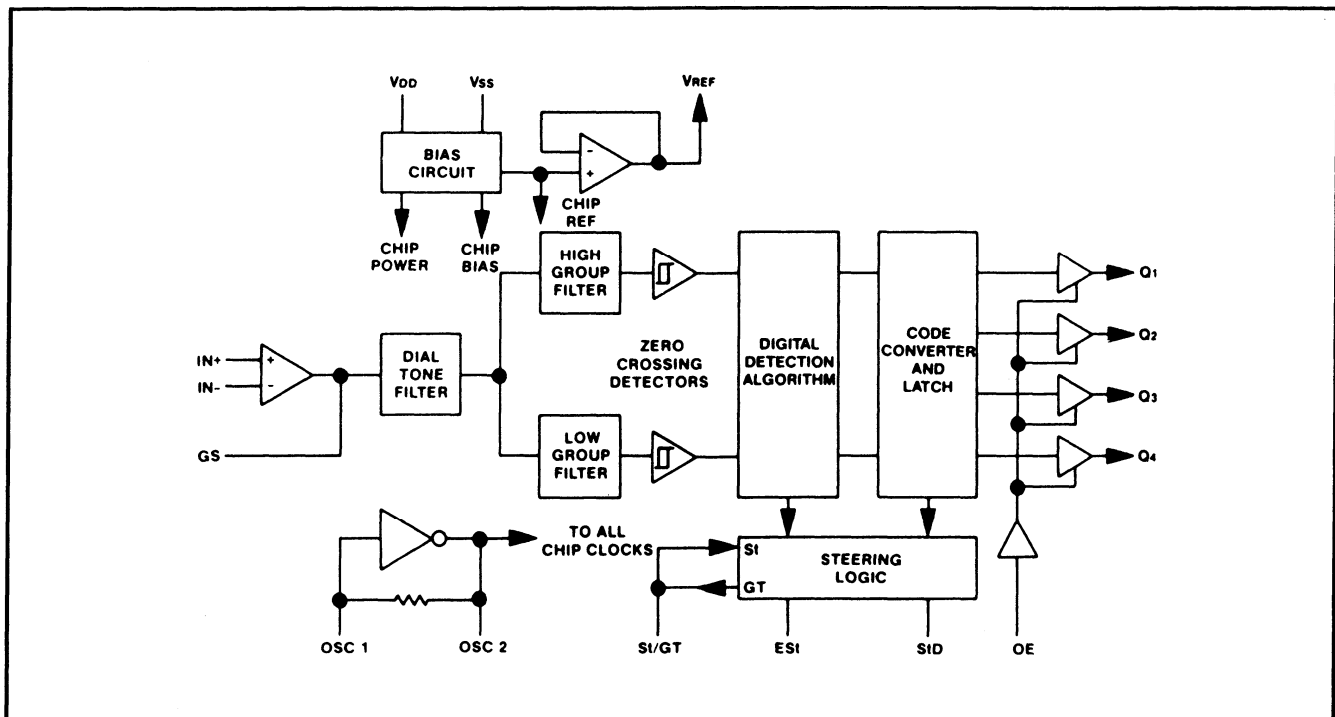 VDD
VSS
VREF
BIAS
CIRCUIT
-
+
CHIP
REF
CHIP
POWER
CHIP
BIAS
HIGH
GROUP
FILTER
Q1
IN+
IN-
+
-
DIAL
TONE
FILTER
ZERO
CROSSING
DETECTORS
DIGITAL
DETECTION
ALGORITHM
CODE
CONVERTER
AND
LATCH
Q2
Q3
GS
LOW
GROUP
FILTER
Q4
TO ALL
CHIP CLOCKS
St
GT
STEERING
LOGIC
OSC 1
OSC 2
St/GT
ESt
StD
OE